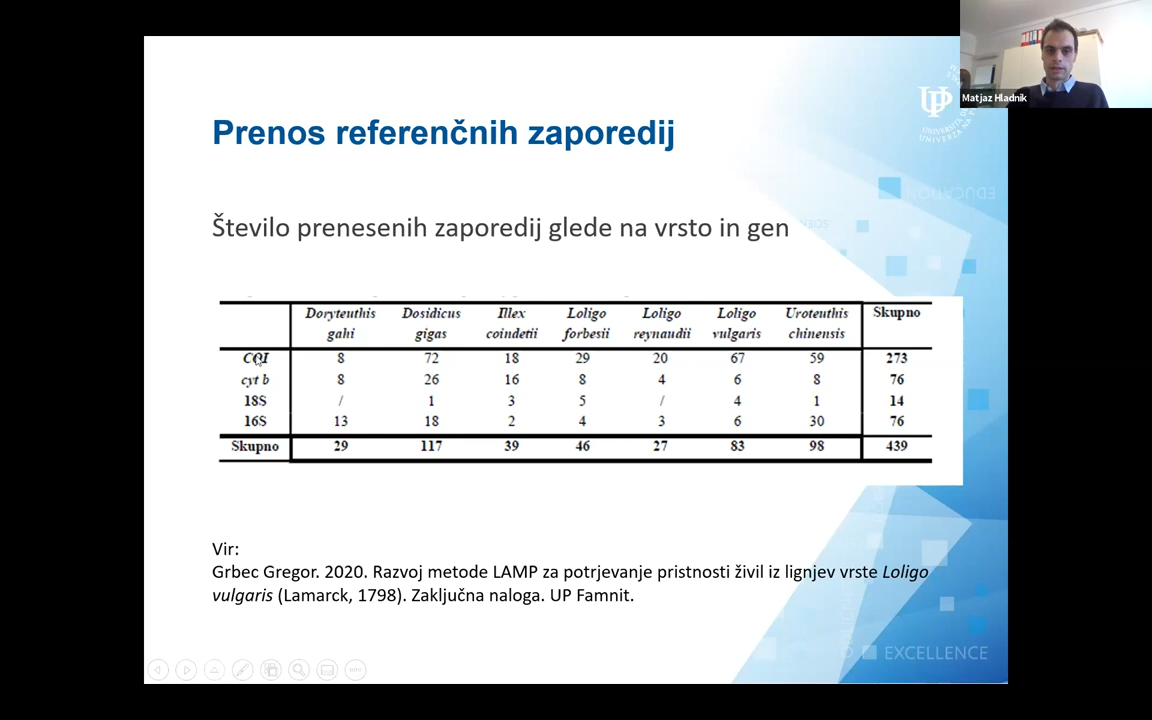 Matjaz Hladnik
UP
Prenos referenčnih zaporedij
EDUCATION
Število prenesenih zaporedij glede na vrsto in gen
Doryteuthis gahi Dosidicus gigas Illex coindetii Loligo forbesii Loligo reynaudii Loligo vulgaris Uroteuthis chinensis Skupno
COI 8 72 18 29 20 67 59 273
cyt b 8 26 16 8 4 6 8 76
18S / 1 3 5 / 4 1 14
16S 13 18 2 4 3 6 30 76
Skupno 29 117 39 46 27 83 98 439
Vir:
Grbec Gregor. 2020. Razvoj metode LAMP za potrjevanje pristnosti živil iz lignjev vrste Loligo
vulgaris (Lamarck, 1798). Zaključna naloga. UP Famnit.
EXCELLENCE